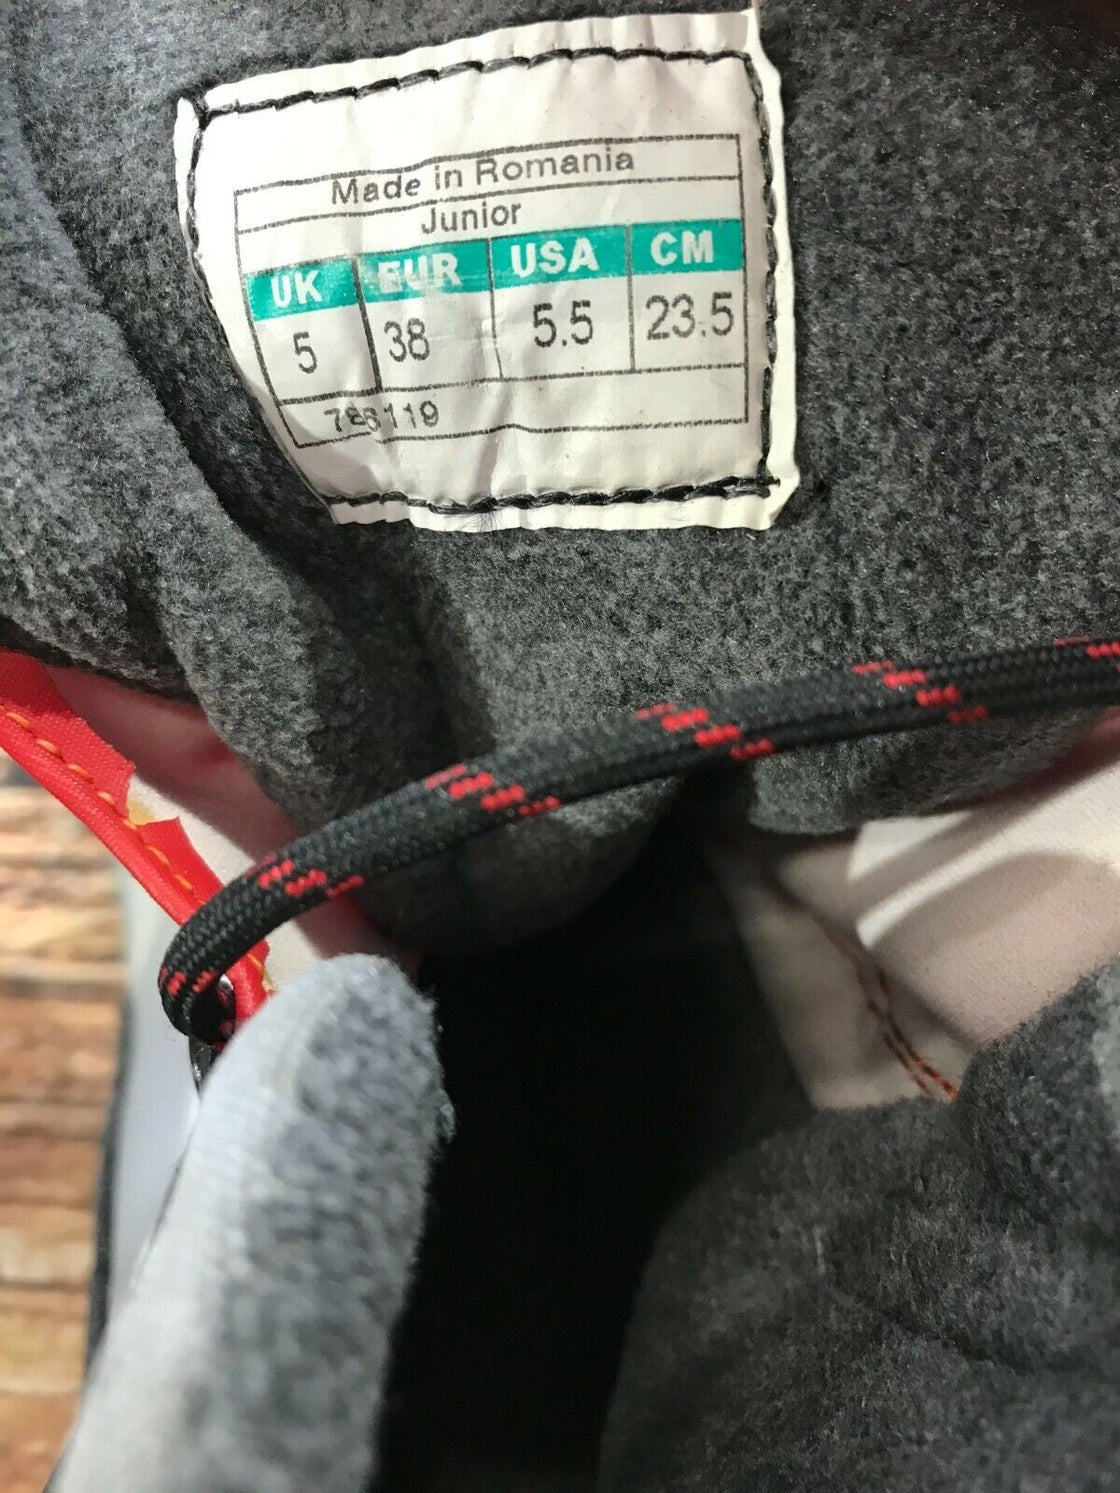 Made in Romania
Junior
UK EUR USA CM
5 38 5.5 23.5